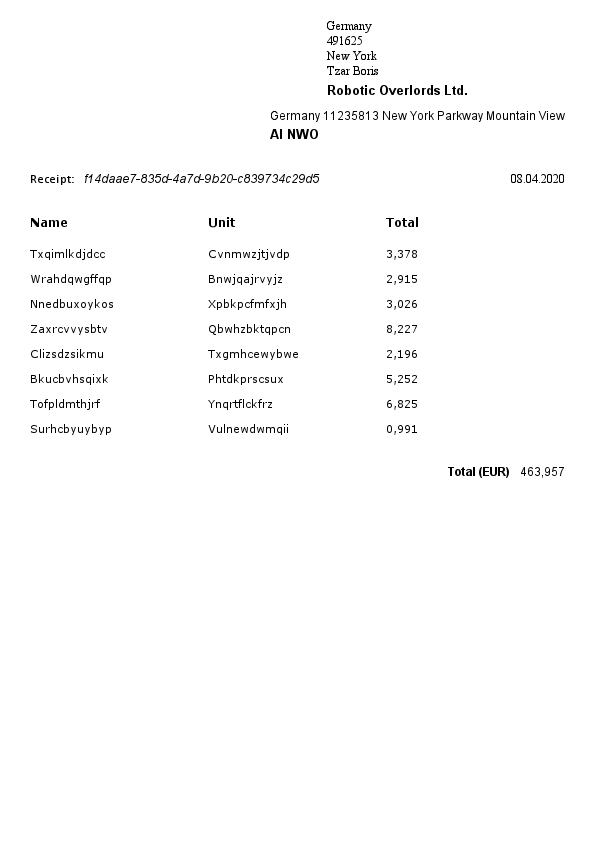 Germany
491625
New York
Tzar Boris
Robotic Overlords Ltd.
Germany 11235813 New York Parkway Mountain View
AI NWO
Receipt: f14daae7-835d-4a7d-9b20-c839734c29d5 08.04.2020
Name Unit Total
Txqimlkdjdcc Cvnmwzjtjvdp 3,378
Wrahdqwgffqp Bnwjqajrvyjz 2,915
Nnedbuxoykos Xpbkpcfmfxjh 3,026
Zaxrcvvysbtv Qbwhzbktqpcn 8,227
Clizsdzsikmu Txgmhcewybwe 2,196
Bkucbvhsqixk Phtdkprscsux 5,252
Tofpldmthjrf Ynqrtflckfrz 6,825
Surhcbyuybyp Vulnewdwmqii 0,991
Total (EUR) 463,957